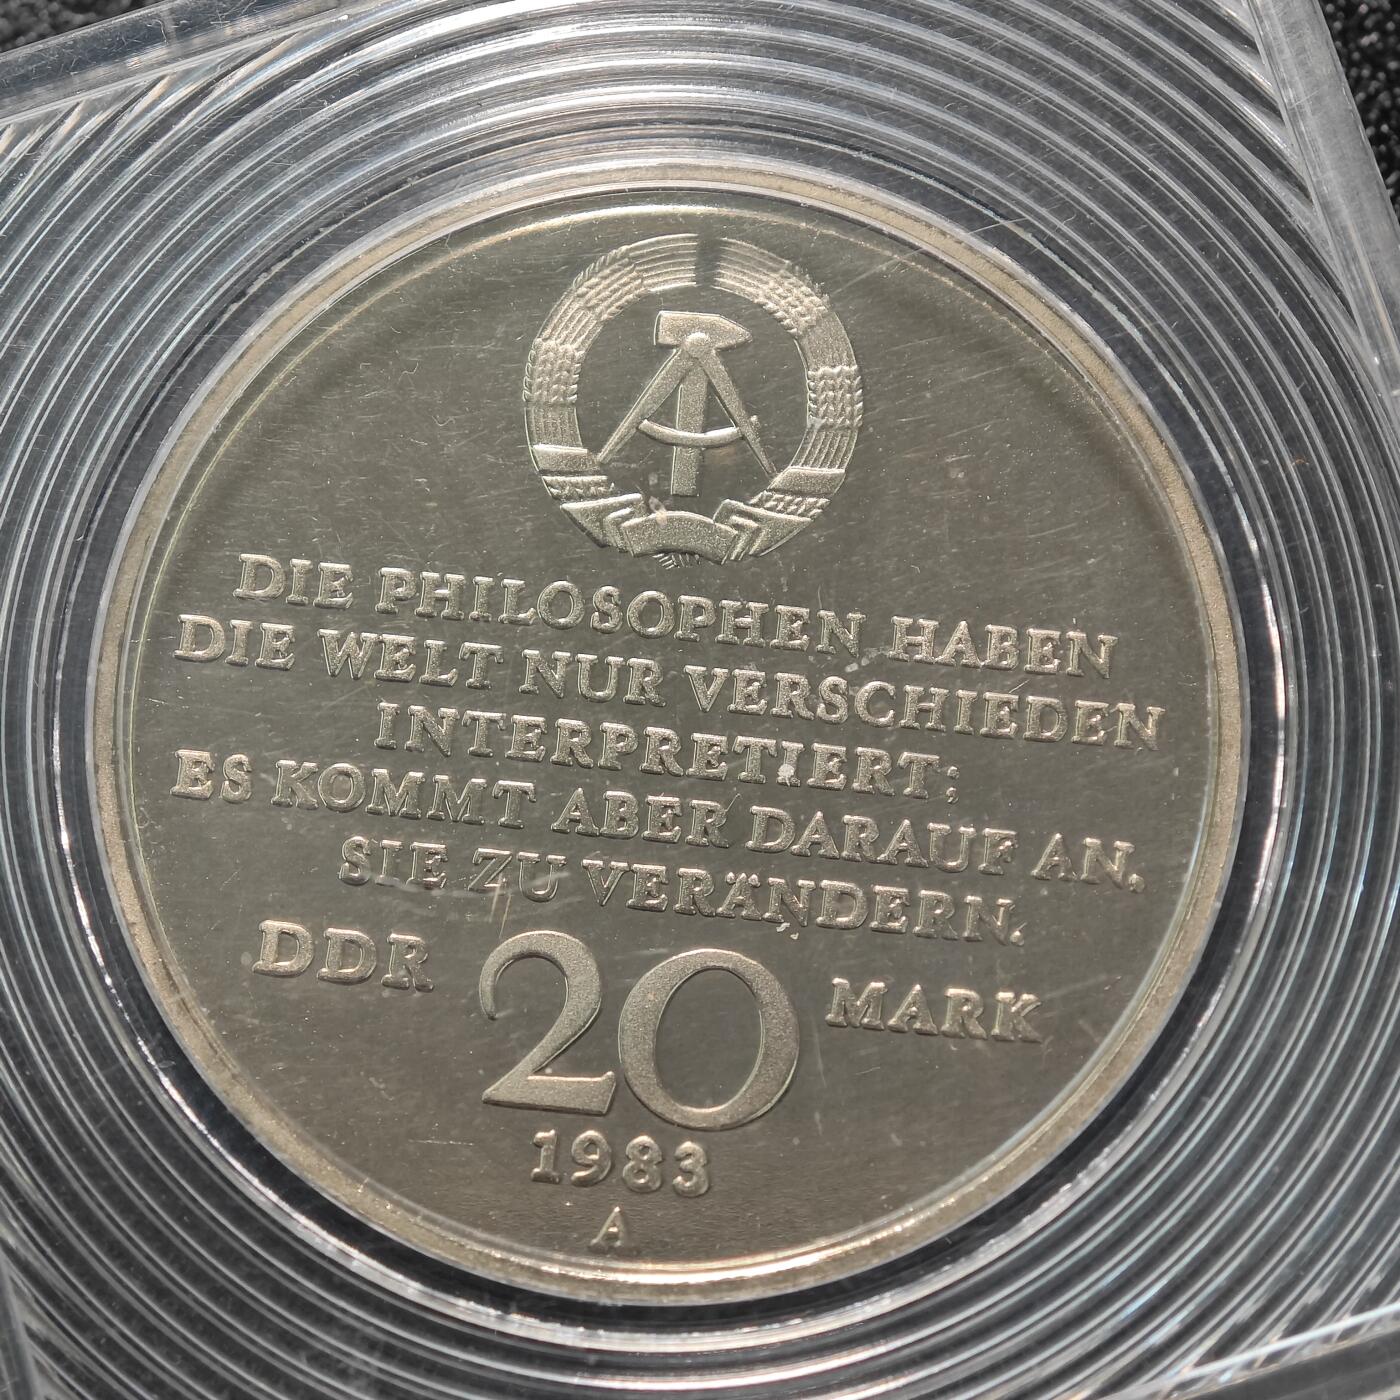 DIE PHILOSOPHEN HABEN
DIE WELT NUR VERSCHIEDEN
INTERPRETIERT;
ES KOMMT ABER DARAUF AN,
SIE ZU VERÄNDERN.
DDR 20 MARK
1983
A